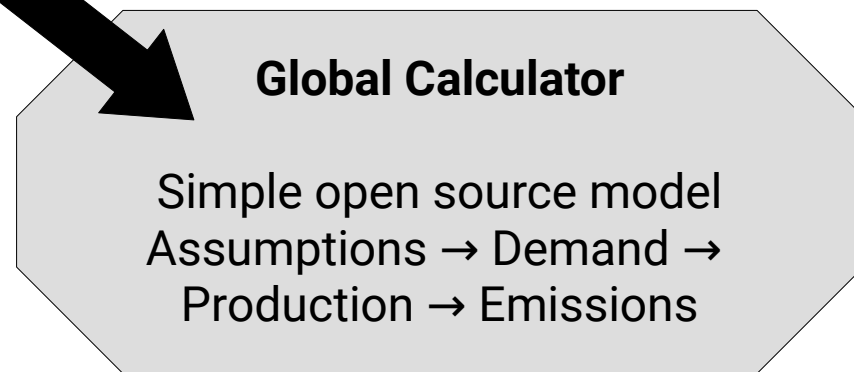 Global Calculator
Simple open source model
Assumptions → Demand →
Production → Emissions